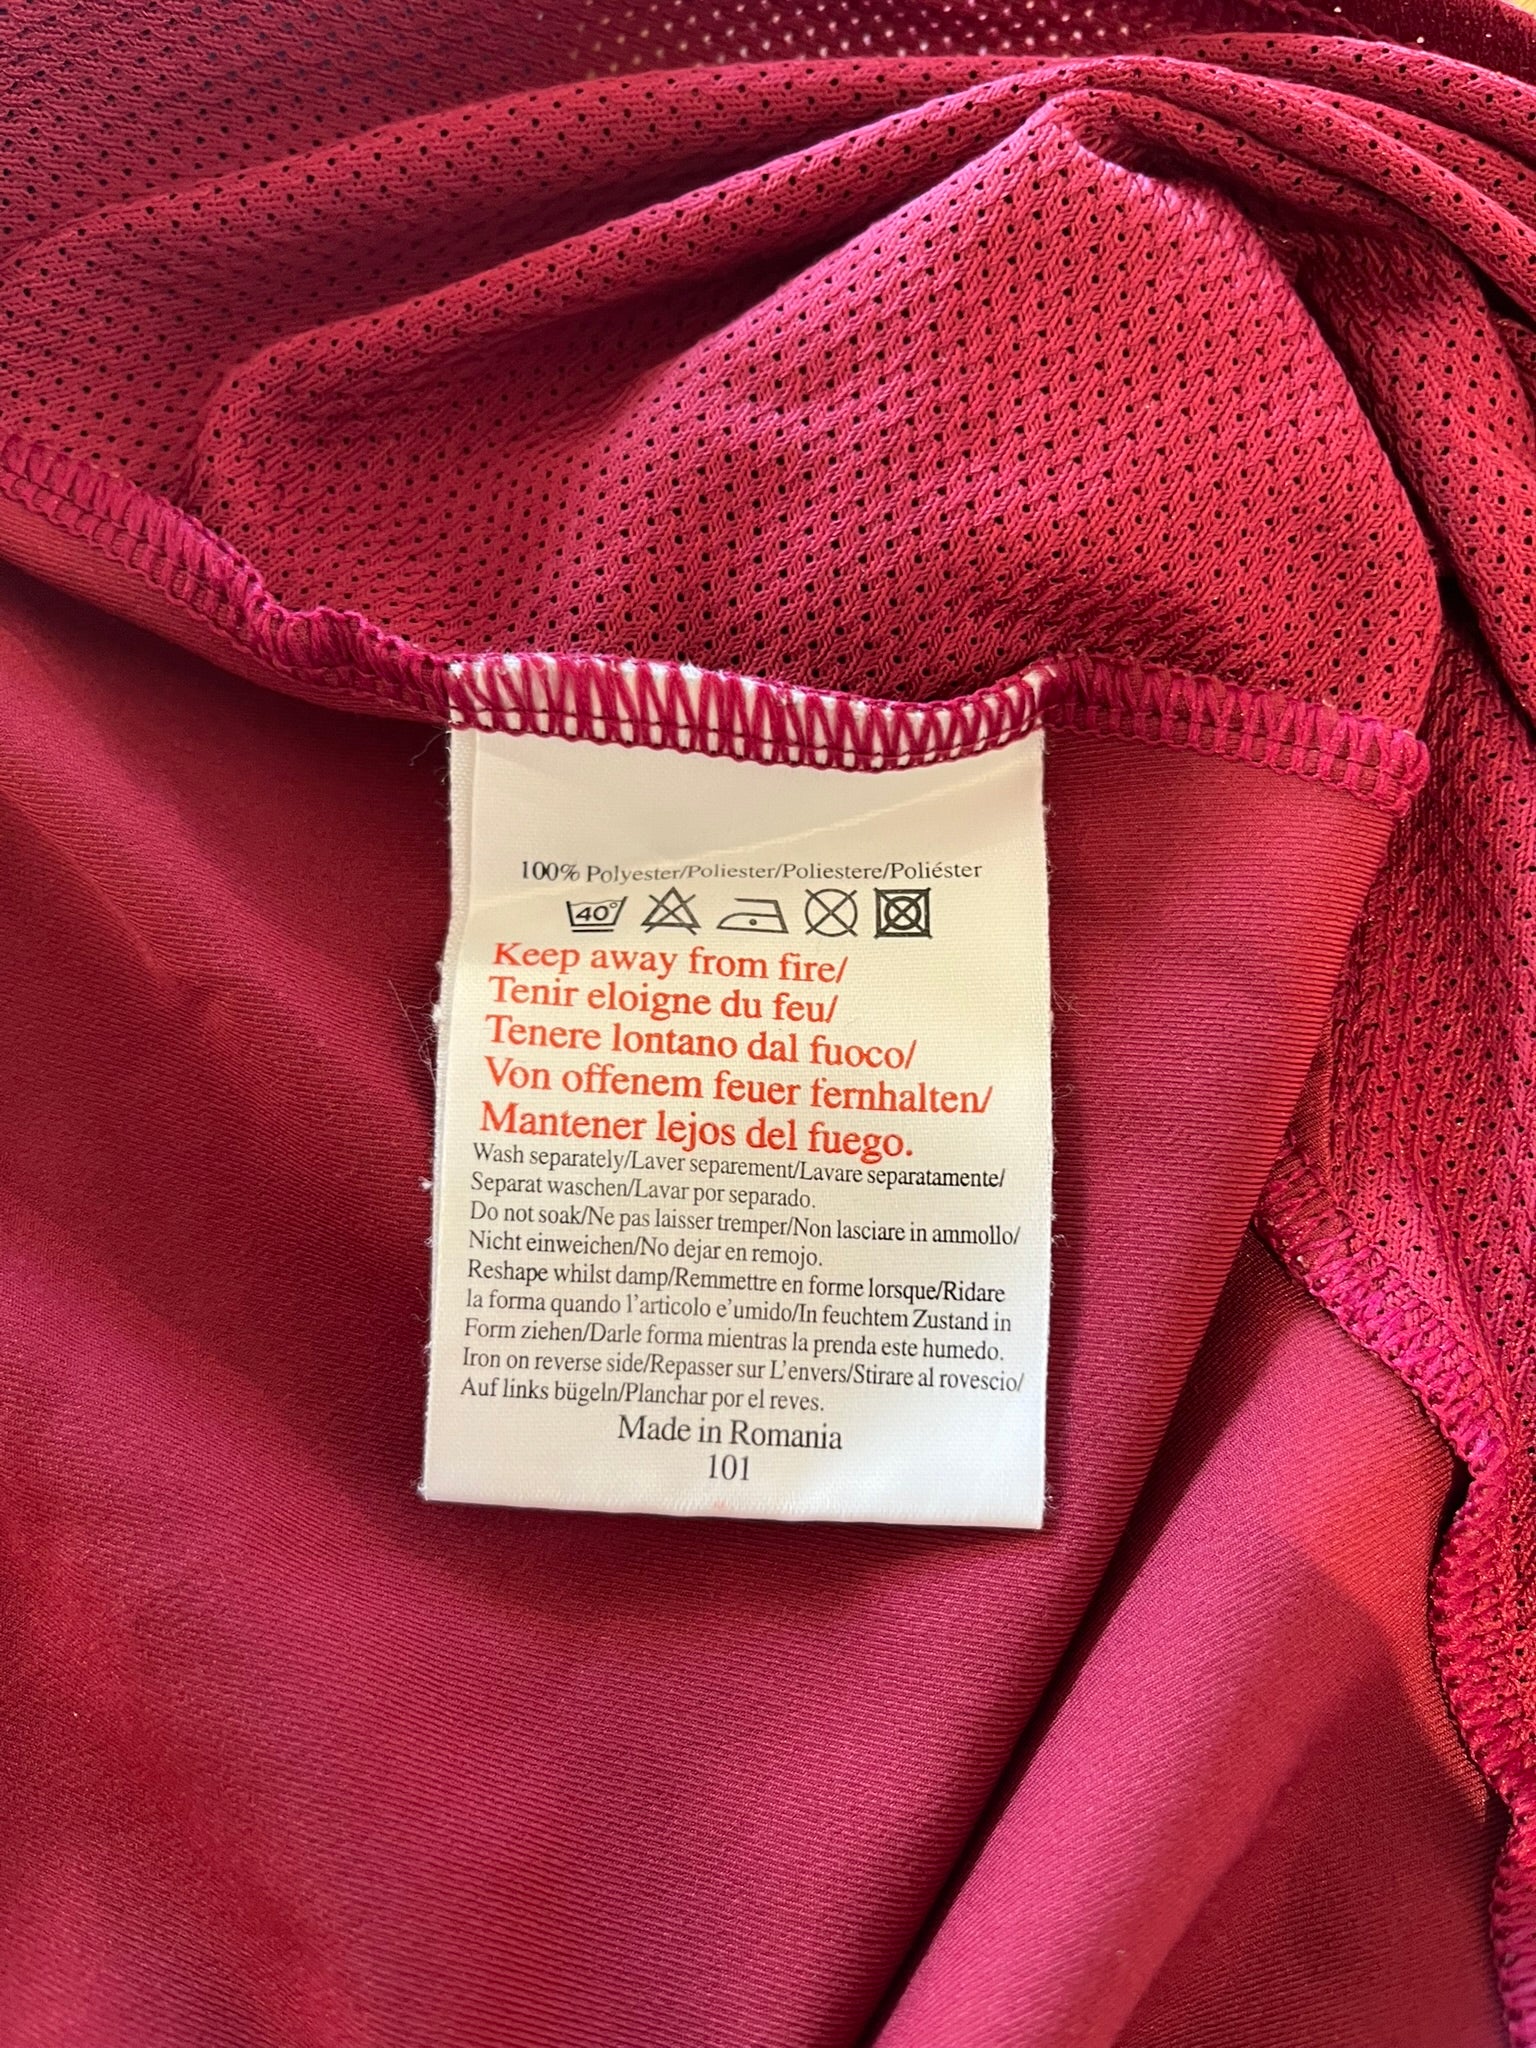 100% Polyester/Poliester/Poliestere/Poliéster
40°
Keep away from fire/
Tenir eloigne du feu/
Tenere lontano dal fuoco/
Von offenem feuer fernhalten/
Mantener lejos del fuego.
Wash separately/Laver separement/Lavare separatamente/
Separat waschen/Lavar por separado.
Do not soak/Ne pas laisser tremper/Non lasciare in ammollo/
Nicht einweichen/No dejar en remojo.
Reshape whilst damp/Remmettre en forme lorsque/Ridare
la forma quando l'articolo e'umido/In feuchtem Zustand in
Form ziehen/Darle forma mientras la prenda este humedo.
Iron on reverse side/Repasser sur L'envers/Stirare al rovescio/
Auf links bügeln/Planchar por el reves.
Made in Romania
101